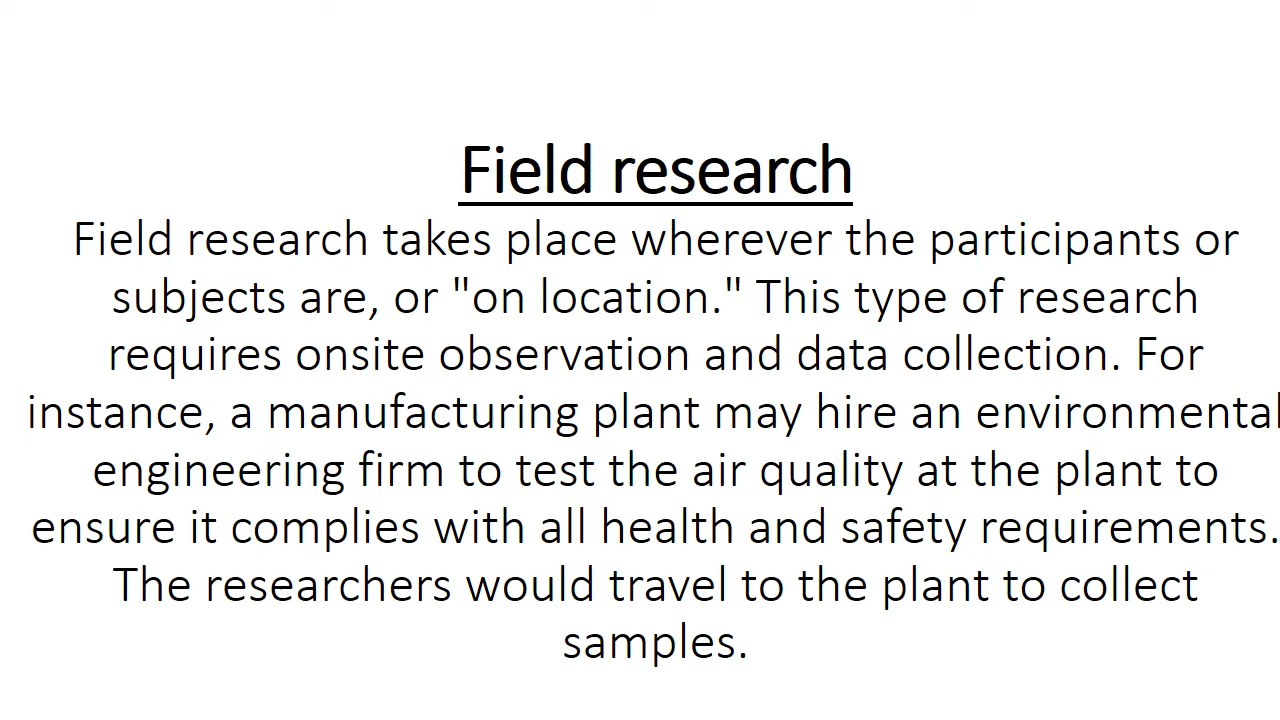 Field research
Field research takes place wherever the participants or
subjects are, or "on location." This type of research
requires onsite observation and data collection. For
instance, a manufacturing plant may hire an environmental
engineering firm to test the air quality at the plant to
ensure it complies with all health and safety requirements.
The researchers would travel to the plant to collect
samples.